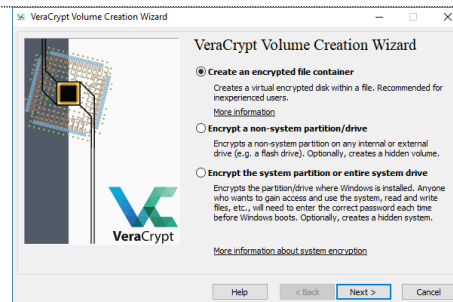 VeraCrypt Volume Creation Wizard
VeraCrypt Volume Creation Wizard
Create an encrypted file container
Creates a virtual encrypted disk within a file. Recommended for
inexperienced users.
More information
Encrypt a non-system partition/drive
Encrypts a non-system partition on any internal or external
drive (e.g. a flash drive). Optionally, creates a hidden volume.
Encrypt the system partition or entire system drive
Encrypts the partition/drive where Windows is installed. Anyone
who wants to gain access and use the system, read and write
files, etc., will need to enter the correct password each time
before Windows boots. Optionally, creates a hidden system.
VeraCrypt
More information about system encryption
Help < Back Next > Cancel